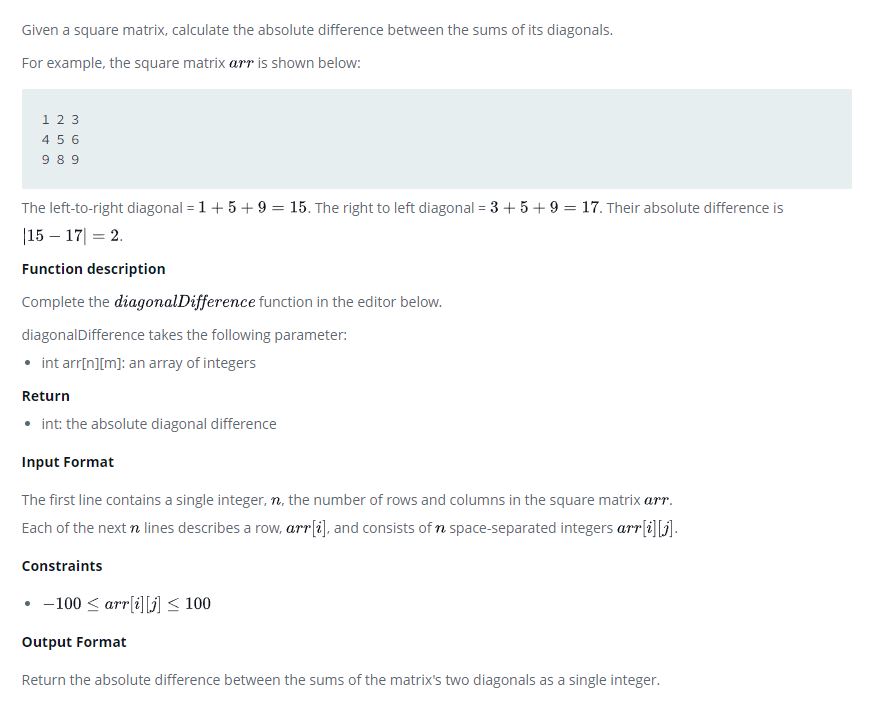 Given a square matrix, calculate the absolute difference between the sums of its diagonals.
For example, the square matrix arr is shown below:
1 2 3
4 5 6
9 8 9
The left-to-right diagonal = 1 + 5 + 9 = 15. The right to left diagonal = 3 + 5 + 9 = 17. Their absolute difference is
|15 − 17| = 2.
Function description
Complete the diagonalDifference function in the editor below.
diagonalDifference takes the following parameter:
• int arr[n][m]: an array of integers
Return
• int: the absolute diagonal difference
Input Format
The first line contains a single integer, n, the number of rows and columns in the square matrix arr.
Each of the next n lines describes a row, arr[i], and consists of n space-separated integers arr[i][j].
Constraints
• −100 ≤ arr[i][j] ≤ 100
Output Format
Return the absolute difference between the sums of the matrix's two diagonals as a single integer.